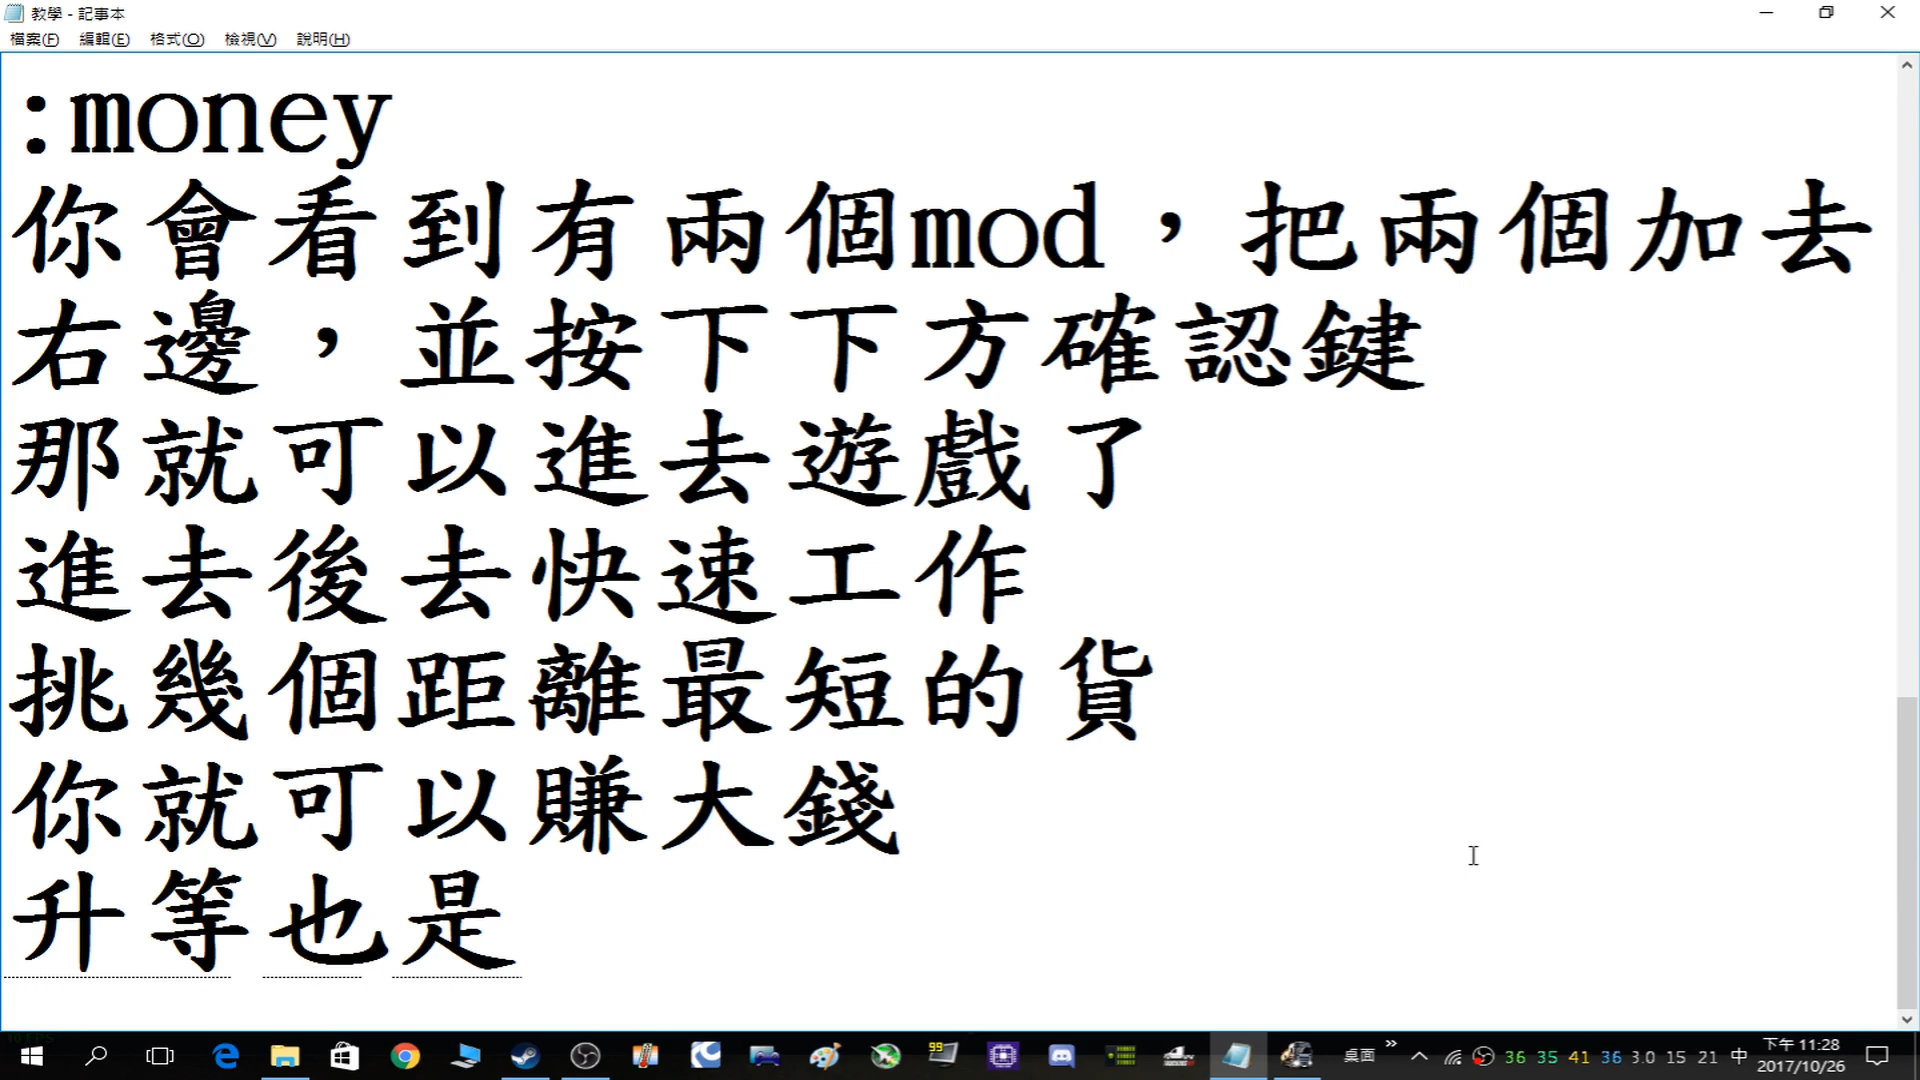 教學 - 記事本
檔案(F) 編輯(E) 格式(O) 檢視(V) 說明(H)
:money
你會看到有兩個mod，把兩個加去
右邊，並按下下方確認鍵
那就可以進去遊戲了
進去後去快速工作
挑幾個距離最短的貨
你就可以賺大錢
升等也是
99
桌面 36 35 41 36 3.0 15 21 中 下午 11:28
2017/10/26